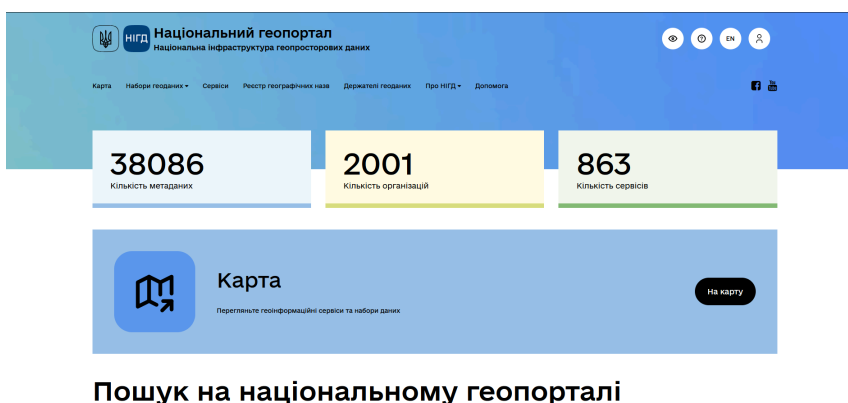 НІГД
Національний геопортал
Національна інфраструктура геопросторових даних
EN
Карта Набори геоданих Сервіси Реєстр географічних назв Держателі геоданих Про НІГД Допомога
38086
Кількість метаданих
2001
Кількість організацій
863
Кількість сервісів
Карта
Перегляньте геоінформаційні сервіси та набори даних
На карту
Пошук на національному геопорталі